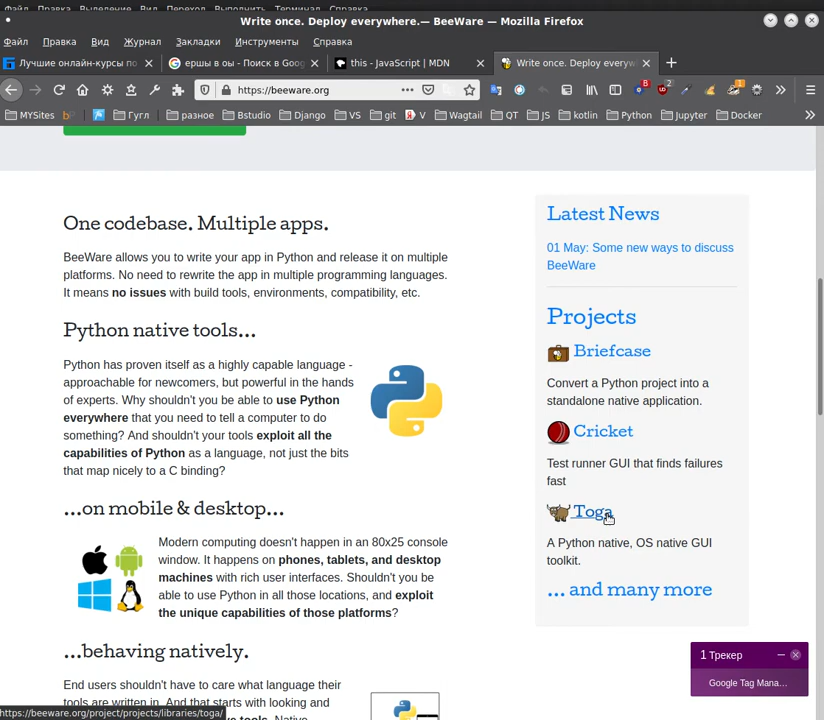 Файл Правка Выделение Вид Переход Выполнить Терминал Справка
Write once. Deploy everywhere.— BeeWare — Mozilla Firefox
Файл Правка Вид Журнал Закладки Инструменты Справка
Лучшие онлайн-курсы по
ершы в оы - Поиск в Goog
this - JavaScript | MDN
Write once. Deploy everyw
https://beeware.org
MYSites Гугл разное Bstudio Django VS git V Wagtail QT JS kotlin Python Jupyter Docker
One codebase. Multiple apps.
BeeWare allows you to write your app in Python and release it on multiple
platforms. No need to rewrite the app in multiple programming languages.
It means no issues with build tools, environments, compatibility, etc.
Python native tools...
Python has proven itself as a highly capable language -
approachable for newcomers, but powerful in the hands
of experts. Why shouldn't you be able to use Python
everywhere that you need to tell a computer to do
something? And shouldn't your tools exploit all the
capabilities of Python as a language, not just the bits
that map nicely to a C binding?
...on mobile & desktop...
Modern computing doesn't happen in an 80x25 console
window. It happens on phones, tablets, and desktop
machines with rich user interfaces. Shouldn't you be
able to use Python in all those locations, and exploit
the unique capabilities of those platforms?
...behaving natively.
End users shouldn't have to care what language their
tools are written in. And that starts with looking and
Latest News
01 May: Some new ways to discuss
BeeWare
Projects
Briefcase
Convert a Python project into a
standalone native application.
Cricket
Test runner GUI that finds failures
fast
Toga
A Python native, OS native GUI
toolkit.
... and many more
1 Трекер
Google Tag Mana...
https://beeware.org/project/projects/libraries/toga/